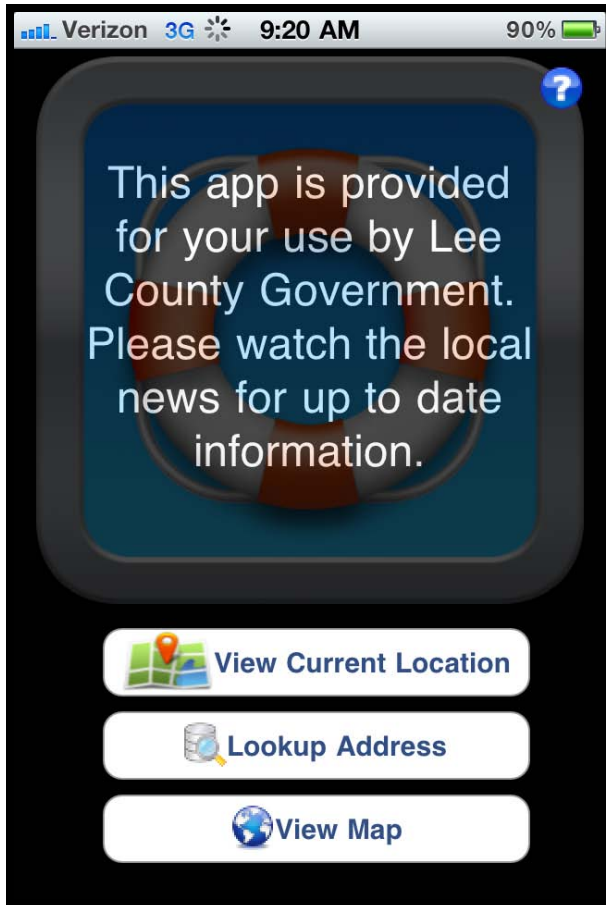 Verizon 3G 9:20 AM 90%
?
This app is provided
for your use by Lee
County Government.
Please watch the local
news for up to date
information.
View Current Location
Lookup Address
View Map